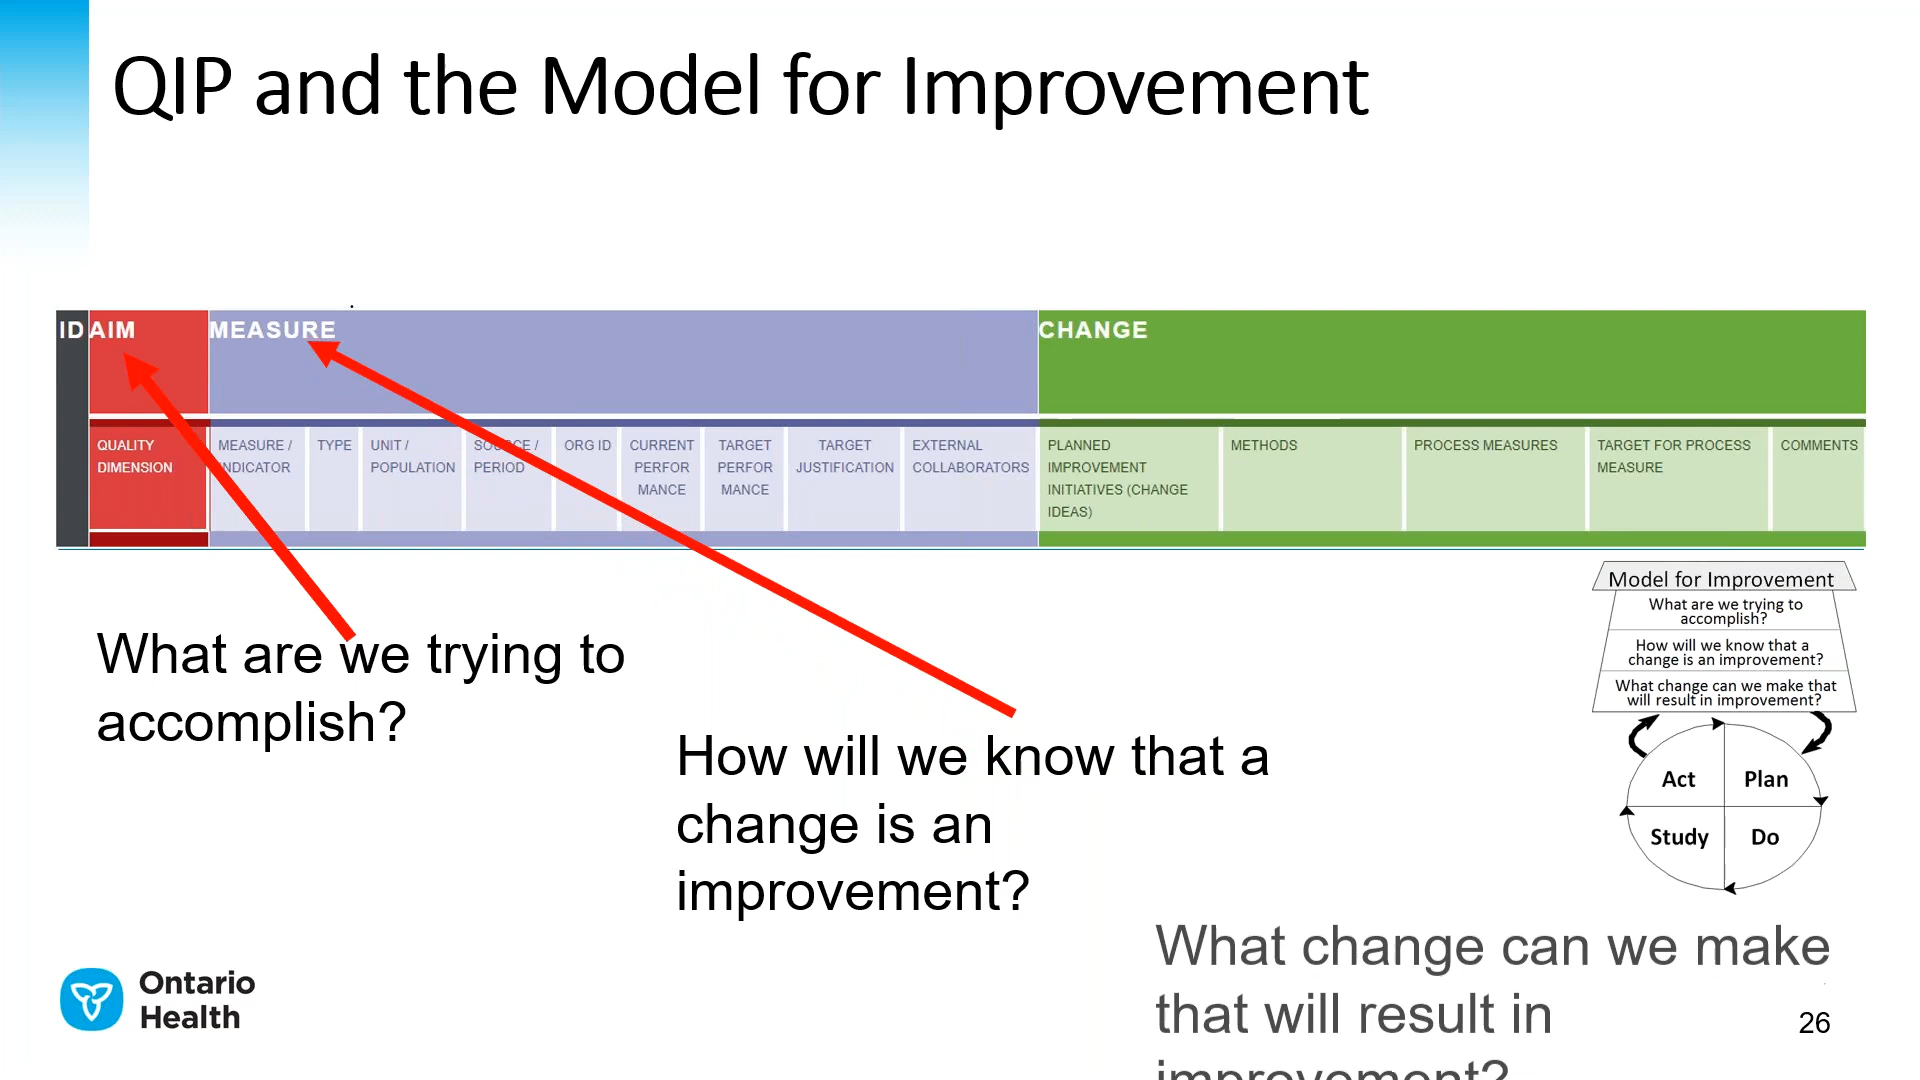 QIP and the Model for Improvement
ID AIM MEASURE CHANGE
QUALITY
DIMENSION
MEASURE /
INDICATOR
TYPE
UNIT /
POPULATION
SOURCE /
PERIOD
ORG ID
CURRENT
PERFOR
MANCE
TARGET
PERFOR
MANCE
TARGET
JUSTIFICATION
EXTERNAL
COLLABORATORS
PLANNED
IMPROVEMENT
INITIATIVES (CHANGE
IDEAS)
METHODS
PROCESS MEASURES
TARGET FOR PROCESS
MEASURE
COMMENTS
What are we trying to
accomplish?
How will we know that a
change is an
improvement?
Model for Improvement
What are we trying to
accomplish?
How will we know that a
change is an improvement?
What change can we make that
will result in improvement?
Act Plan
Study Do
What change can we make
that will result in
improvement?
Ontario
Health
26